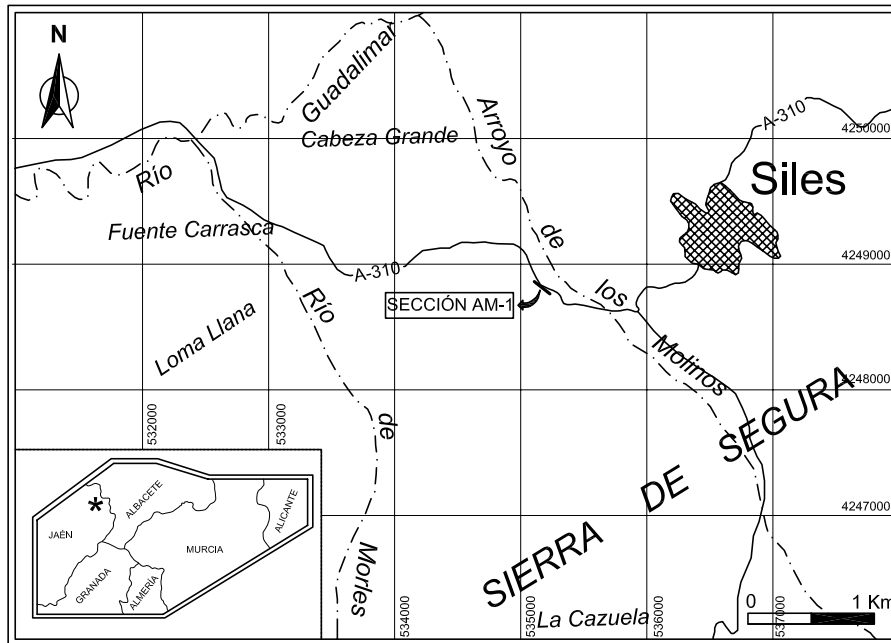 N
Guadalimar
Arroyo
A-310
4250000
Cabeza Grande
Río
Siles
Fuente Carrasca
de
4249000
A-310
SECCIÓN AM-1
los
Río
Loma Llana
Molinos
4248000
532000
533000
de
SIERRA DE SEGURA
4247000
JAÉN
ALBACETE
ALICANTE
*
MURCIA
GRANADA
ALMERÍA
Morles
534000
535000
536000
537000
La Cazuela
0 1 Km